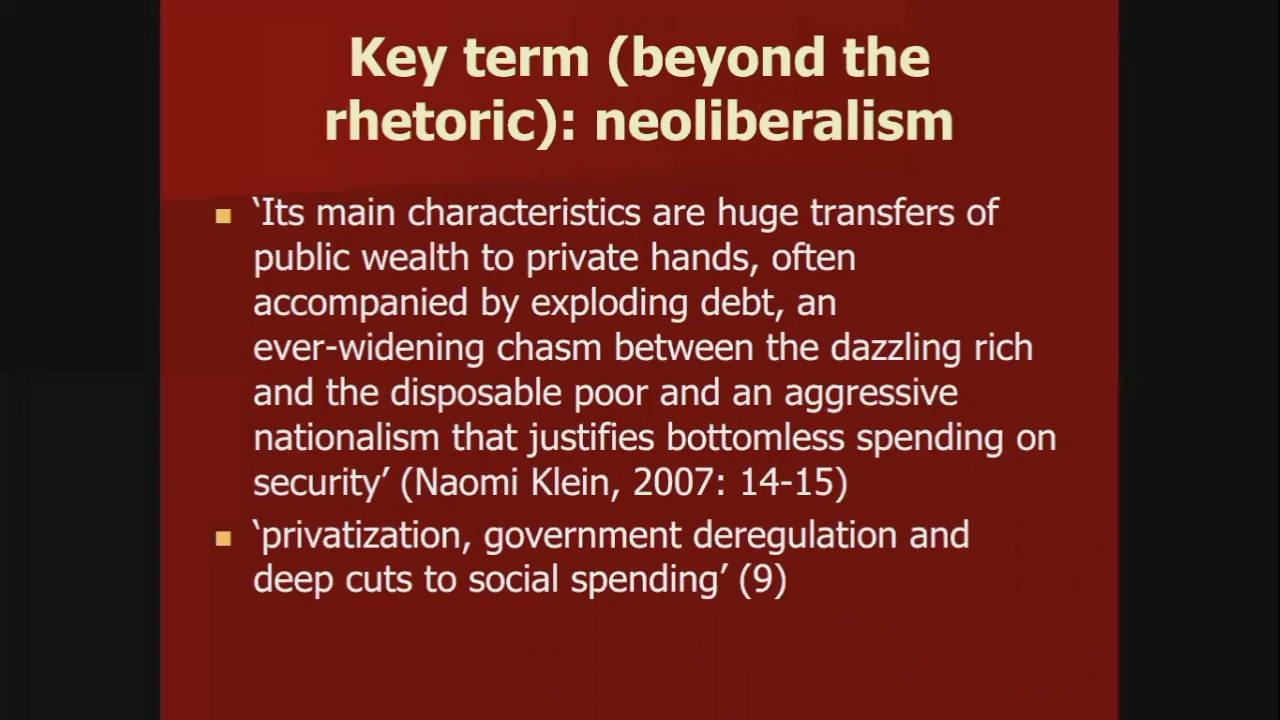 Key term (beyond the
rhetoric): neoliberalism
‘Its main characteristics are huge transfers of
public wealth to private hands, often
accompanied by exploding debt, an
ever-widening chasm between the dazzling rich
and the disposable poor and an aggressive
nationalism that justifies bottomless spending on
security’ (Naomi Klein, 2007: 14-15)
‘privatization, government deregulation and
deep cuts to social spending’ (9)